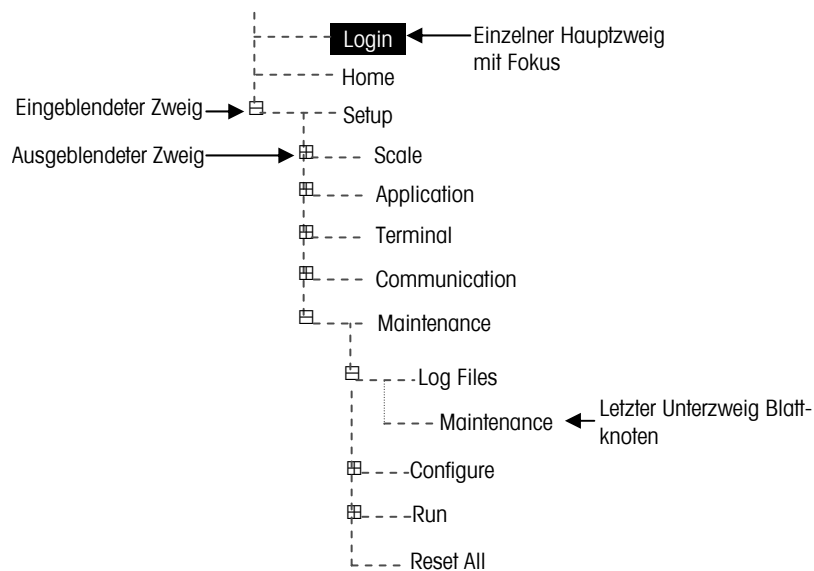 Login
Einzelner Hauptzweig
mit Fokus
Home
Eingeblendeter Zweig
Setup
Ausgeblendeter Zweig
Scale
Application
Terminal
Communication
Maintenance
Log Files
Maintenance
Letzter Unterzweig Blatt-
knoten
Configure
Run
Reset All